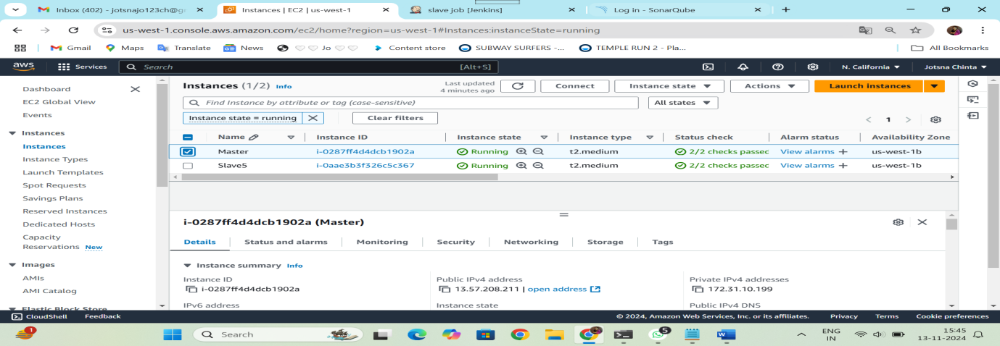 Inbox (402) - jotsnajo123ch@g
Instances | EC2 | us-west-1
slave job [Jenkins]
Log in - SonarQube
us-west-1.console.aws.amazon.com/ec2/home?region=us-west-1#Instances:instanceState=running
Gmail Maps Translate News Jo Content store SUBWAY SURFERS -... TEMPLE RUN 2 - Pla... All Bookmarks
aws Services Search [Alt+S] N. California Jotsna Chinta
Dashboard
EC2 Global View
Events
Instances
Instances
Instance Types
Launch Templates
Spot Requests
Savings Plans
Reserved Instances
Dedicated Hosts
Capacity
Reservations New
Images
AMIs
AMI Catalog
Elastic Block Store
Instances (1/2) Info
Last updated
4 minutes ago
Connect Instance state Actions Launch instances
Find Instance by attribute or tag (case-sensitive) All states
Instance state = running Clear filters
1
Name Instance ID Instance state Instance type Status check Alarm status Availability Zone
Master i-0287ff4d4dcb1902a Running t2.medium 2/2 checks passec View alarms + us-west-1b
Slave5 i-0aae3b3f326c5c367 Running t2.medium 2/2 checks passec View alarms + us-west-1b
i-0287ff4d4dcb1902a (Master)
Details Status and alarms Monitoring Security Networking Storage Tags
Instance summary Info
Instance ID Public IPv4 address Private IPv4 addresses
i-0287ff4d4dcb1902a 13.57.208.211 | open address 172.31.10.199
IPv6 address Instance state Public IPv4 DNS
CloudShell Feedback © 2024, Amazon Web Services, Inc. or its affiliates. Privacy Terms Cookie preferences
1 Search 5 ENG 15:45
IN 13-11-2024